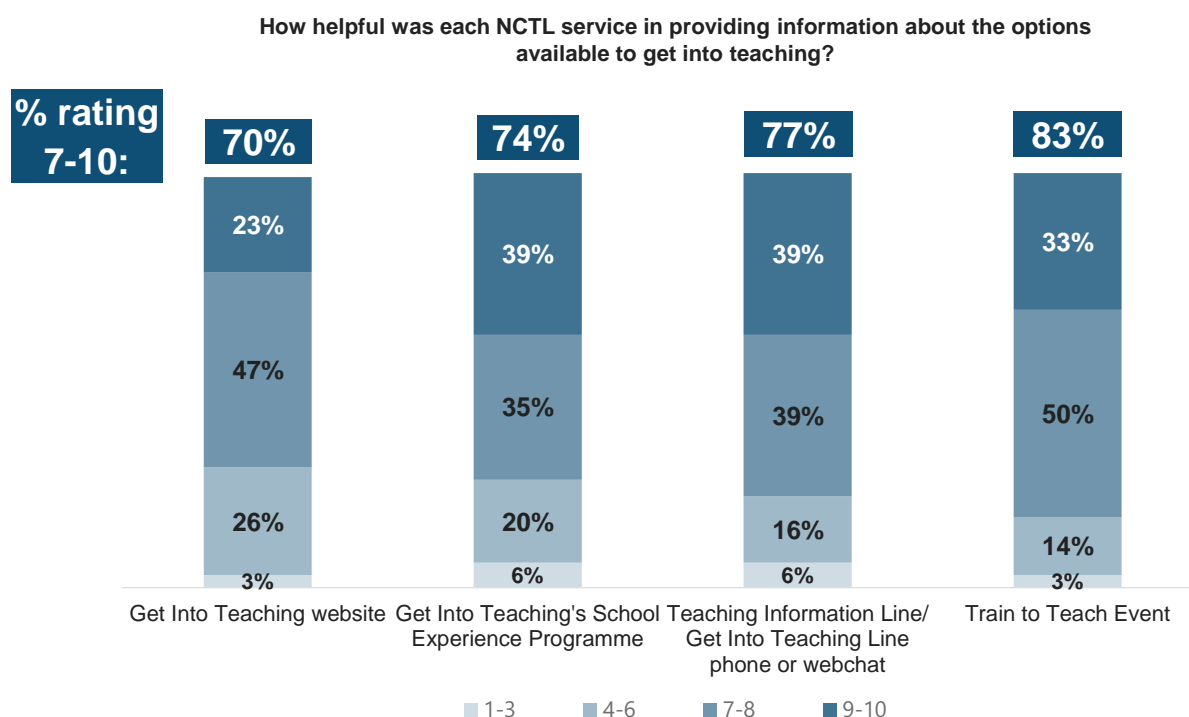 How helpful was each NCTL service in providing information about the options
available to get into teaching?
% rating
7-10:
70%
74%
77%
83%
23%
39%
39%
33%
47%
35%
39%
50%
26%
20%
16%
14%
3%
6%
6%
3%
Get Into Teaching website
Get Into Teaching's School
Experience Programme
Teaching Information Line/
Get Into Teaching Line
phone or webchat
Train to Teach Event
1-3
4-6
7-8
9-10